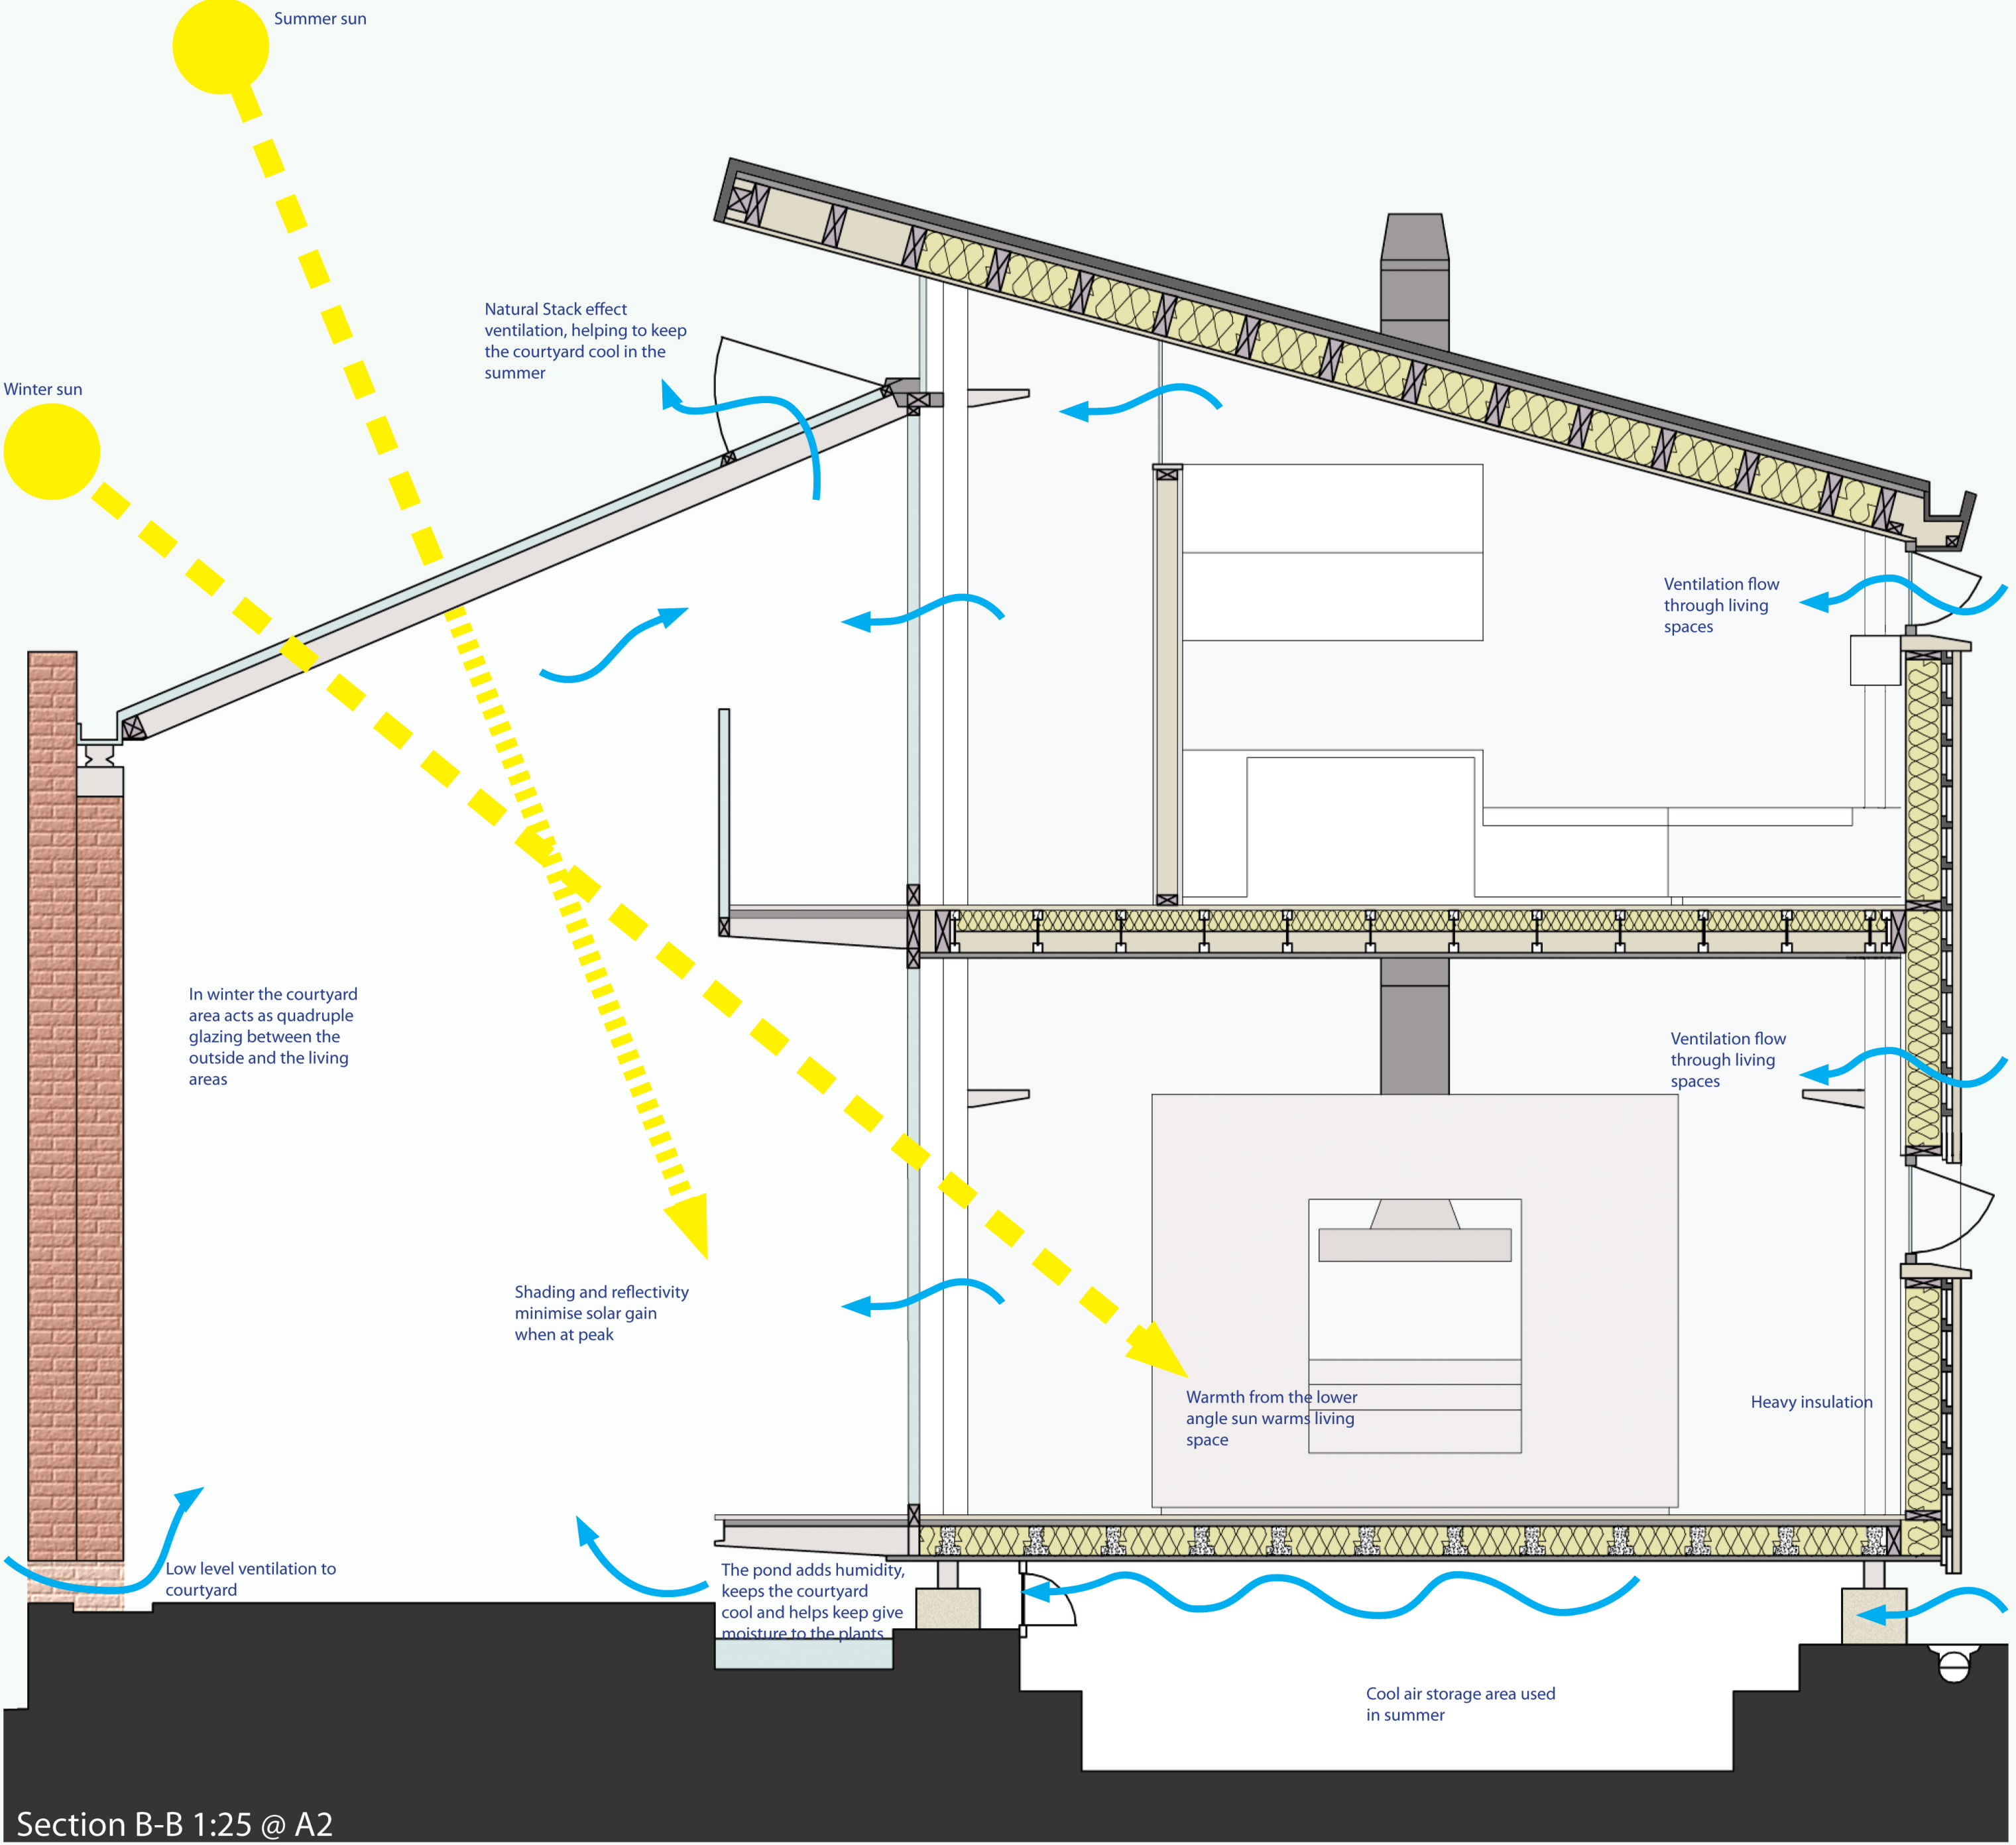 Summer sun
Natural Stack effect
ventilation, helping to keep
the courtyard cool in the
summer
Winter sun
Ventilation flow
through living
spaces
In winter the courtyard
area acts as quadruple
glazing between the
outside and the living
areas
Ventilation flow
through living
spaces
Shading and reflectivity
minimise solar gain
when at peak
Warmth from the lower
angle sun warms living
space
Heavy insulation
Low level ventilation to
courtyard
The pond adds humidity,
keeps the courtyard
cool and helps keep give
moisture to the plants
Cool air storage area used
in summer
Section B-B 1:25 @ A2